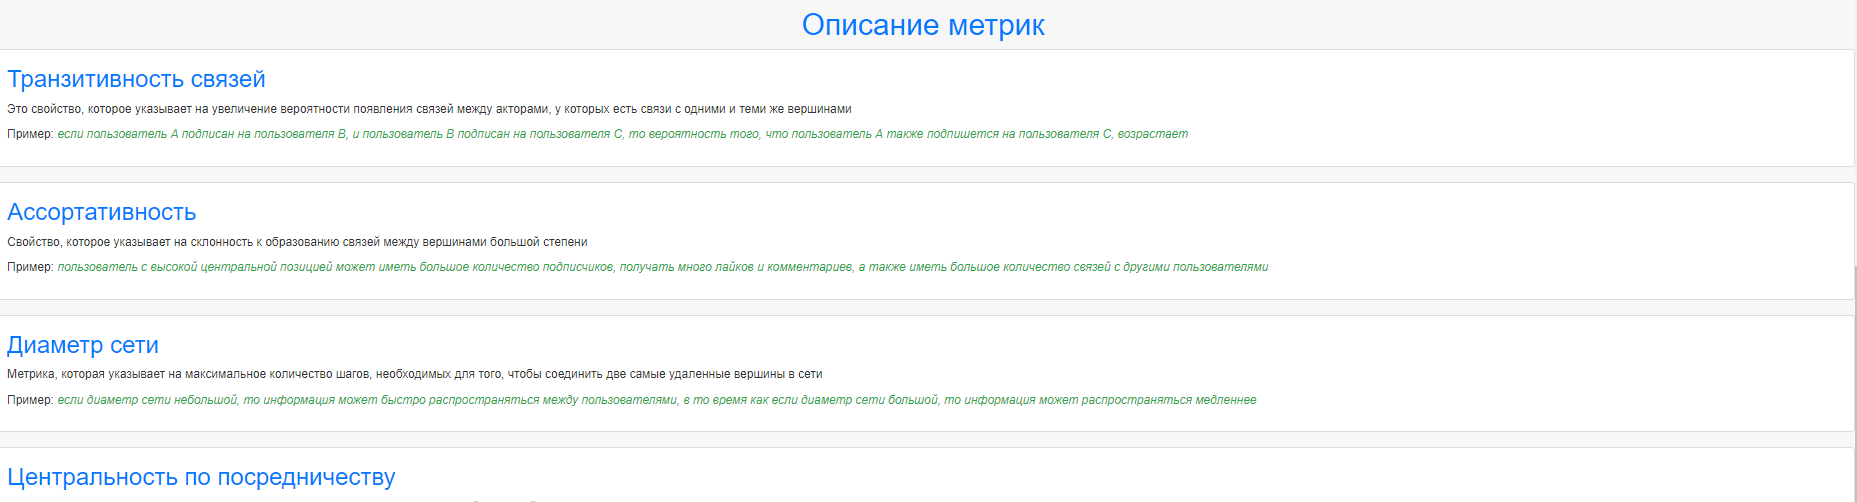 Описание метрик
Транзитивность связей
Это свойство, которое указывает на увеличение вероятности появления связей между акторами, у которых есть связи с одними и теми же вершинами
Пример: если пользователь A подписан на пользователя B, и пользователь B подписан на пользователя C, то вероятность того, что пользователь A также подпишется на пользователя C, возрастает
Ассортативность
Свойство, которое указывает на склонность к образованию связей между вершинами большой степени
Пример: пользователь с высокой центральной позицией может иметь большое количество подписчиков, получать много лайков и комментариев, а также иметь большое количество связей с другими пользователями
Диаметр сети
Метрика, которая указывает на максимальное количество шагов, необходимых для того, чтобы соединить две самые удаленные вершины в сети
Пример: если диаметр сети небольшой, то информация может быстро распространяться между пользователями, в то время как если диаметр сети большой, то информация может распространяться медленнее
Центральность по посредничеству